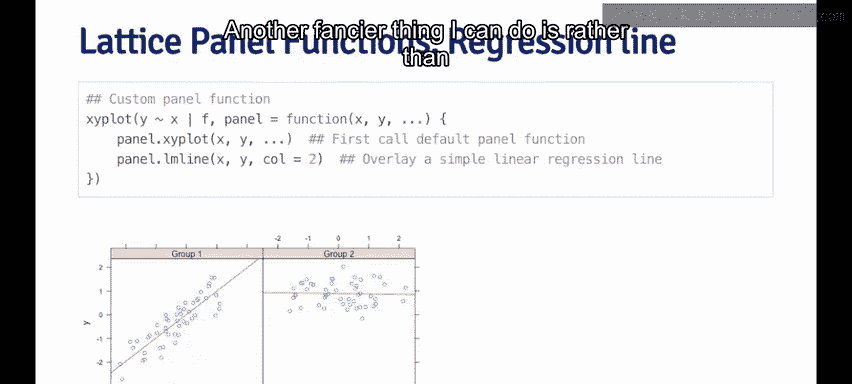 Another fancier thing I can do is rather
than
Lattice Panel Functions: Regression line
## Custom panel function
xyplot(y ~ x | f, panel = function(x, y, ...) {
panel.xyplot(x, y, ...)  ## First call default panel function
panel.lmline(x, y, col = 2)  ## Overlay a simple linear regression line
})
-2 -1 0 1 2
Group 1 Group 2
2
1
0
y
-1
-2